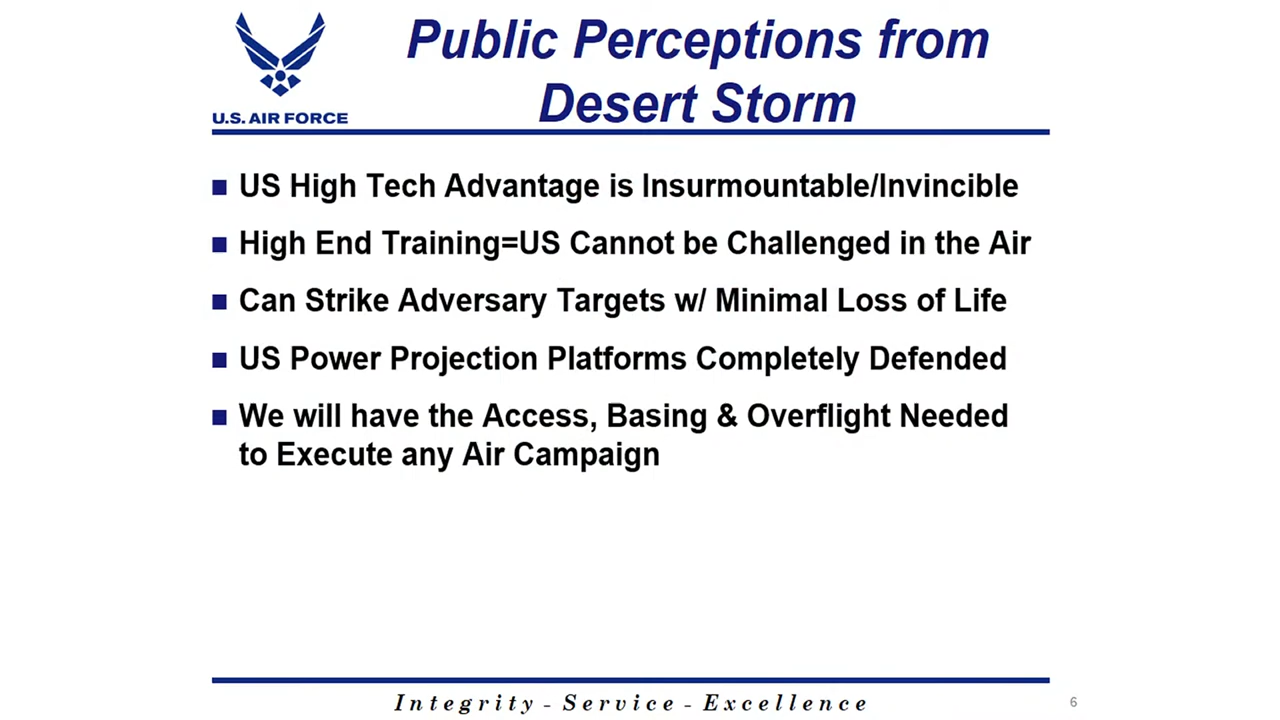 Public Perceptions from
Desert Storm
U.S. AIR FORCE
■ US High Tech Advantage is Insurmountable/Invincible
■ High End Training=US Cannot be Challenged in the Air
■ Can Strike Adversary Targets w/ Minimal Loss of Life
■ US Power Projection Platforms Completely Defended
■ We will have the Access, Basing & Overflight Needed
to Execute any Air Campaign
Integrity - Service - Excellence
6